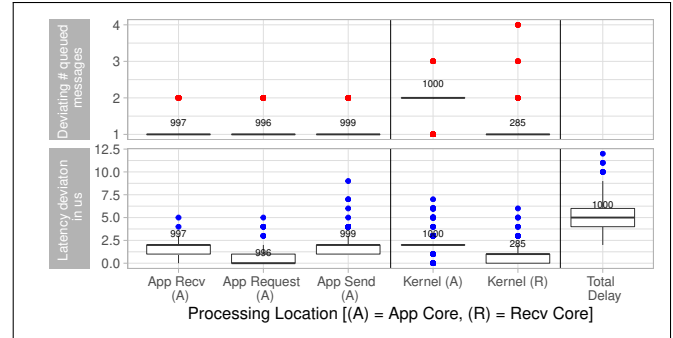 Deviating # queued
messages
4
3
2
1
997
996
999
1000
285
Latency deviaton
in us
12.5
10.0
7.5
5.0
2.5
0.0
997
996
999
1000
285
1000
App Recv
(A)
App Request
(A)
App Send
(A)
Kernel (A)
Kernel (R)
Total
Delay
Processing Location [(A) = App Core, (R) = Recv Core]